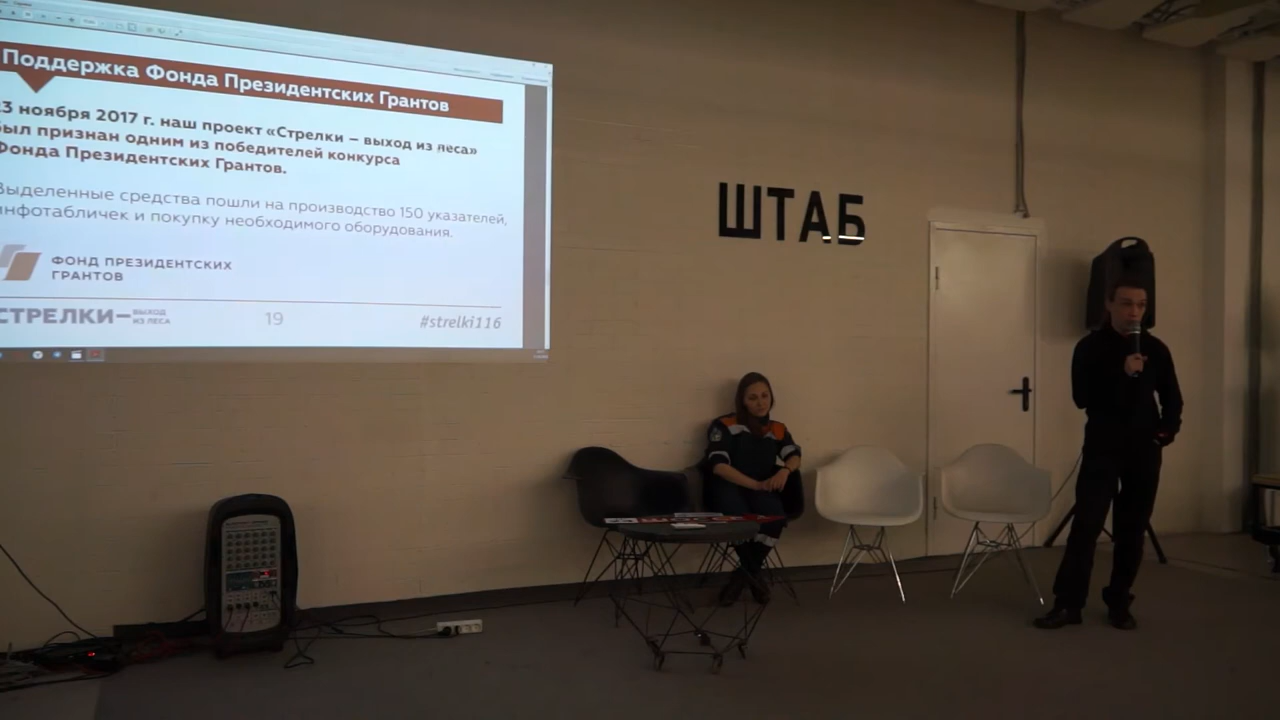 Поддержка Фонда Президентских Грантов
23 ноября 2017 г. наш проект «Стрелки – выход из леса»
был признан одним из победителей конкурса
Фонда Президентских Грантов.
Выделенные средства пошли на производство 150 указателей,
инфотабличек и покупку необходимого оборудования.
ФОНД ПРЕЗИДЕНТСКИХ
ГРАНТОВ
СТРЕЛКИ– ВЫХОД
ИЗ ЛЕСА
19
#strelki116
ШТАБ